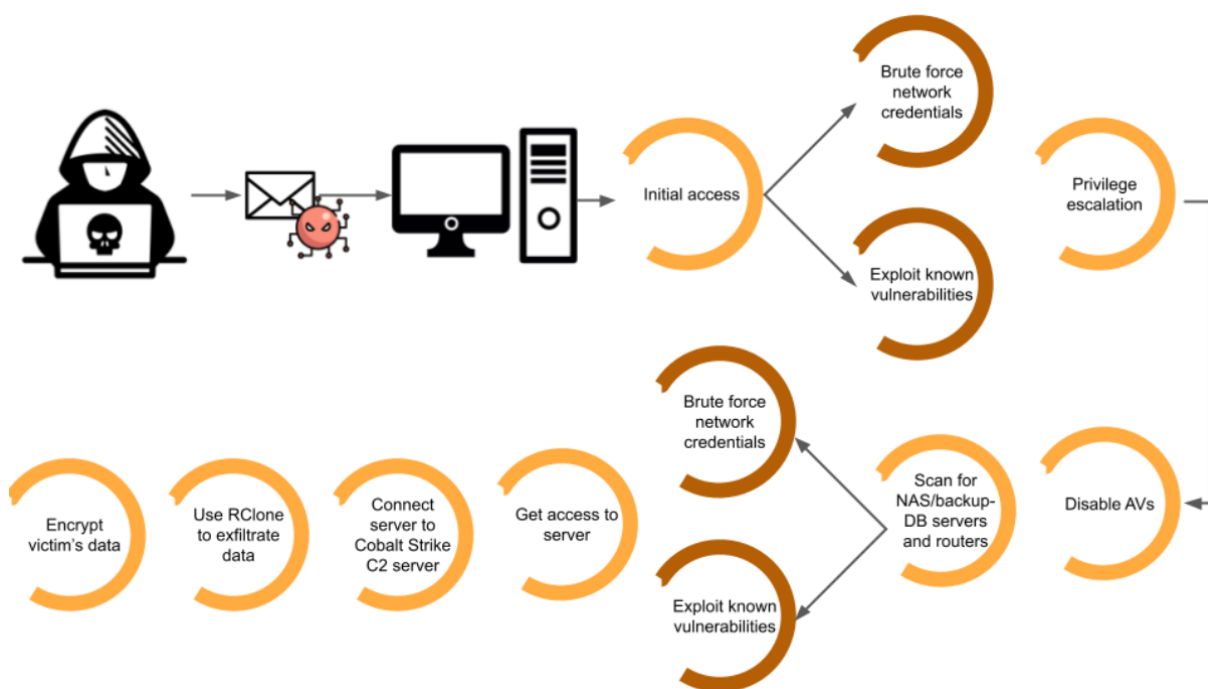 Initial access
Brute force
network
credentials
Exploit known
vulnerabilities
Privilege
escalation
Disable AVs
Scan for
NAS/backup-
DB servers
and routers
Brute force
network
credentials
Exploit known
vulnerabilities
Get access to
server
Connect
server to
Cobalt Strike
C2 server
Use RClone
to exfiltrate
data
Encrypt
victim's data